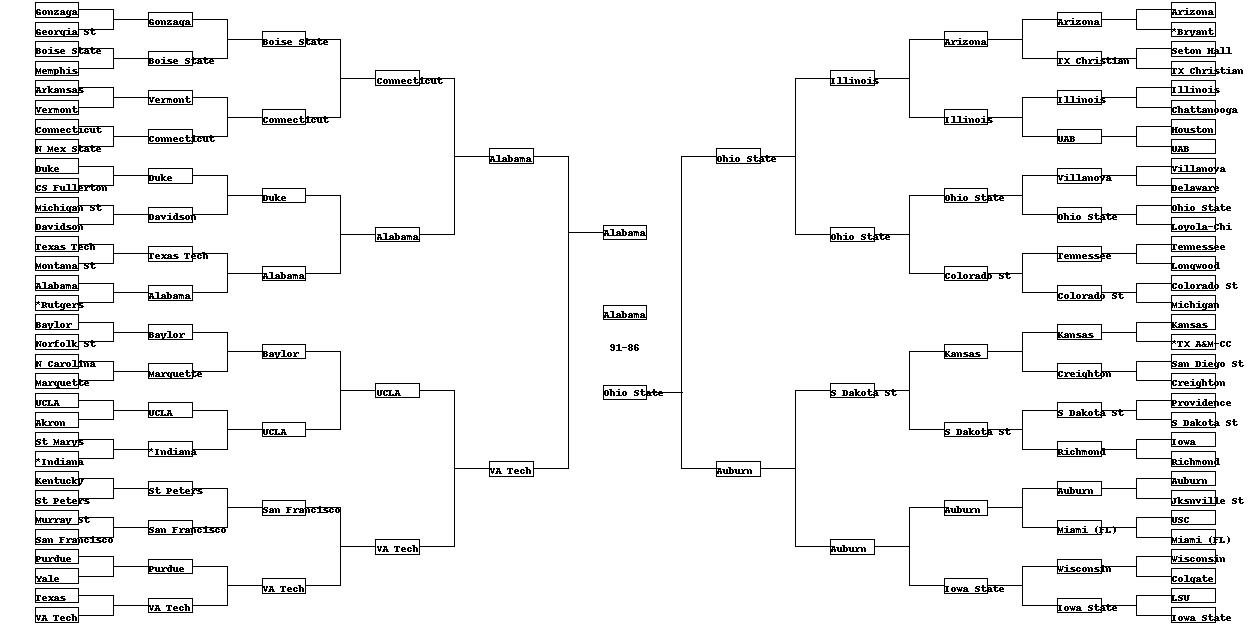 Gonzaga
Georgia St
Boise State
Memphis
Arkansas
Vermont
Connecticut
N Mex State
Duke
CS Fullerton
Michigan St
Davidson
Texas Tech
Montana St
Alabama
*Rutgers
Baylor
Norfolk St
N Carolina
Marquette
UCLA
Akron
St Marys
*Indiana
Kentucky
St Peters
Murray St
San Francisco
Purdue
Yale
Texas
VA Tech
Gonzaga
Boise State
Vermont
Connecticut
Duke
Davidson
Texas Tech
Alabama
Baylor
Marquette
UCLA
*Indiana
St Peters
San Francisco
Purdue
VA Tech
Boise State
Connecticut
Duke
Alabama
Baylor
UCLA
San Francisco
VA Tech
Connecticut
Alabama
UCLA
VA Tech
Alabama
VA Tech
Alabama
Alabama
91-86
Ohio State
Ohio State
Auburn
Illinois
Ohio State
S Dakota St
Auburn
Arizona
Illinois
Ohio State
Colorado St
Kansas
S Dakota St
Auburn
Iowa State
Arizona
TX Christian
Illinois
UAB
Villanova
Ohio State
Tennessee
Colorado St
Kansas
Creighton
S Dakota St
Richmond
Auburn
Miami (FL)
Wisconsin
Iowa State
Arizona
*Bryant
Seton Hall
TX Christian
Illinois
Chattanooga
Houston
UAB
Villanova
Delaware
Ohio State
Loyola-Chi
Tennessee
Longwood
Colorado St
Michigan
Kansas
*TX A&M-CC
San Diego St
Creighton
Providence
S Dakota St
Iowa
Richmond
Auburn
Jksnville St
USC
Miami (FL)
Wisconsin
Colgate
LSU
Iowa State